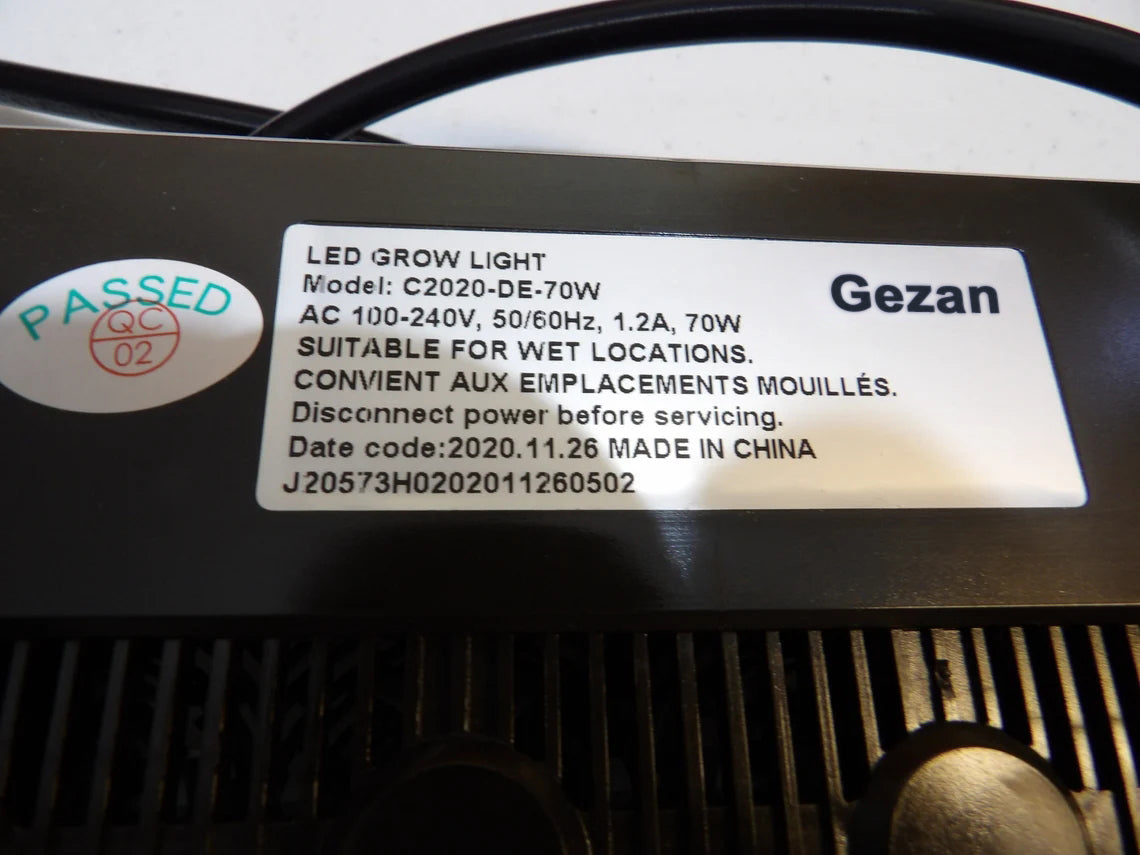 PASSED
QC
02
LED GROW LIGHT
Gezan
Model: C2020-DE-70W
AC 100-240V, 50/60Hz, 1.2A, 70W
SUITABLE FOR WET LOCATIONS.
CONVIENT AUX EMPLACEMENTS MOUILLÉS.
Disconnect power before servicing.
Date code:2020.11.26 MADE IN CHINA
J20573H0202011260502